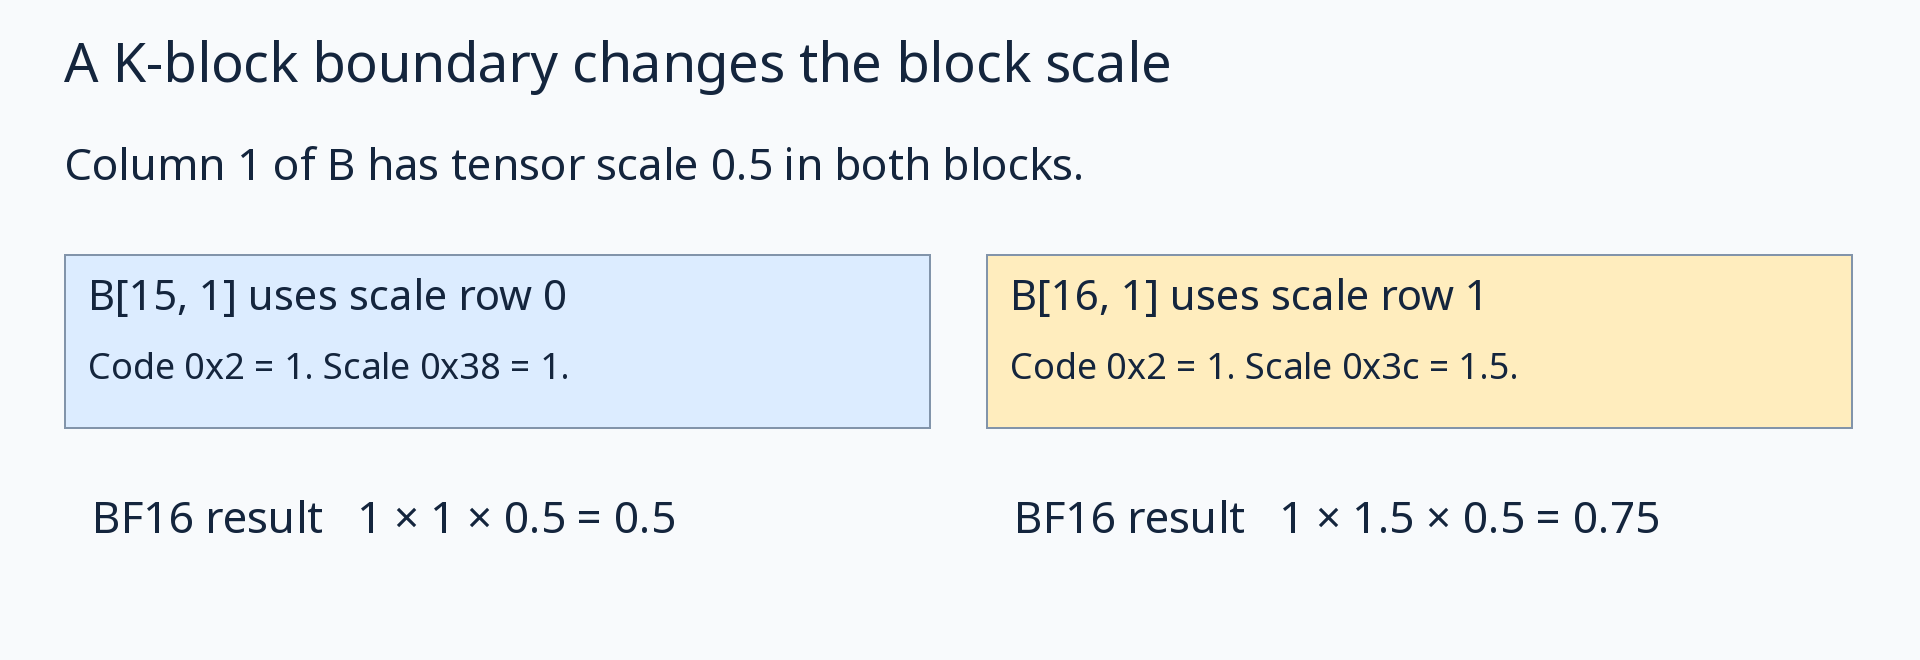 A K-block boundary changes the block scale
Column 1 of B has tensor scale 0.5 in both blocks.
B[15, 1] uses scale row 0
Code 0x2 = 1. Scale 0x38 = 1.
B[16, 1] uses scale row 1
Code 0x2 = 1. Scale 0x3c = 1.5.
BF16 result 1 × 1 × 0.5 = 0.5
BF16 result 1 × 1.5 × 0.5 = 0.75